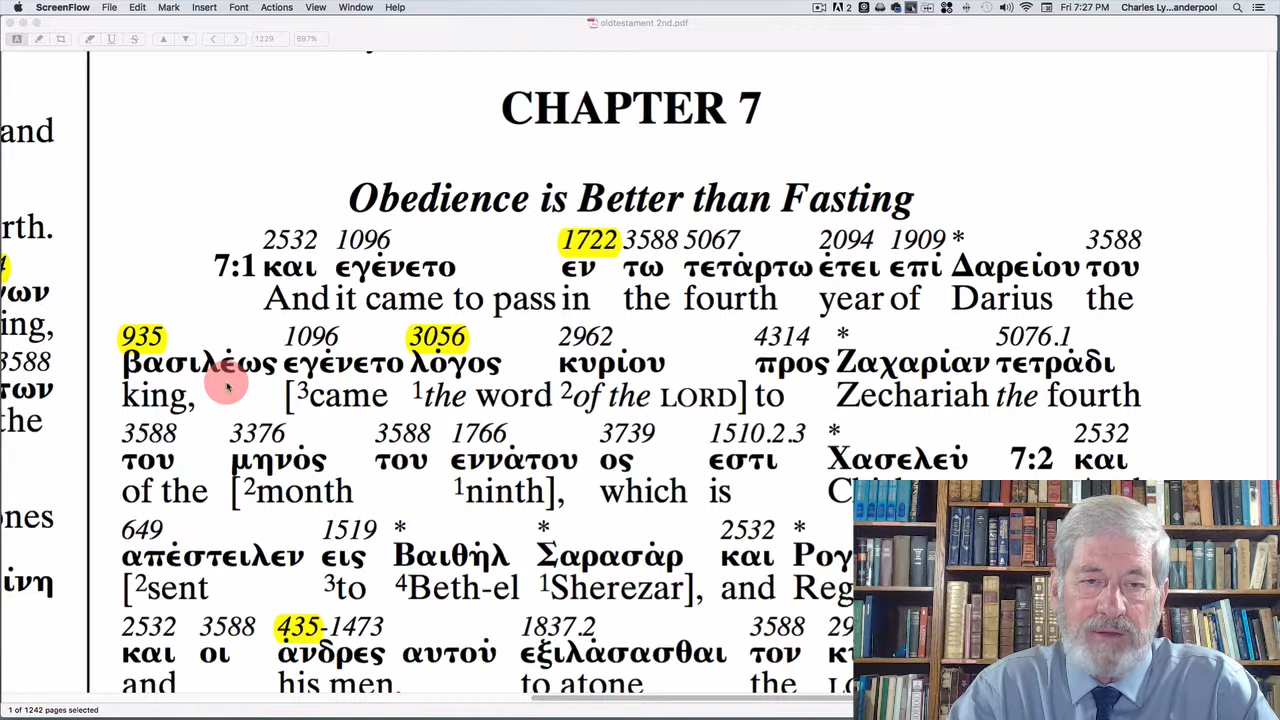 ScreenFlow File Edit Mark Insert Font Actions View Window Help A 2 Fri 7:27 PM Charles Ly...anderpool
oldtestament 2nd.pdf
1229 697%
CHAPTER 7
and
Obedience is Better than Fasting
rth.
2532 1096 1722 3588 5067 2094 1909 * 3588
7:1 και εγένετο εν τω τετάρτω έτει επί Δαρείου του
And it came to pass in the fourth year of Darius the
ing,
935 1096 3056 2962 4314 * 5076.1
βασιλέως εγένετο λόγος κυρίου προς Ζαχαρίαν τετράδι
king, [3came 1the word 2of the LORD] to Zechariah the fourth
3588
των
the
3588 3376 3588 1766 3739 1510.2.3 * 2532
του μηνός του εννάτου ος εστι Χασελεύ 7:2 και
of the [2month 1ninth], which is
ones
649 1519 * * 2532 *
απέστειλεν εις Βαιθήλ Σαρασάρ και
[2sent 3to 4Beth-el 1Sherezar], and
ίνη
2532 3588 435-1473 1837.2 3588
και οι άνδρες αυτού εξιλάσασθαι τον
and his men, to atone the
1 of 1242 pages selected